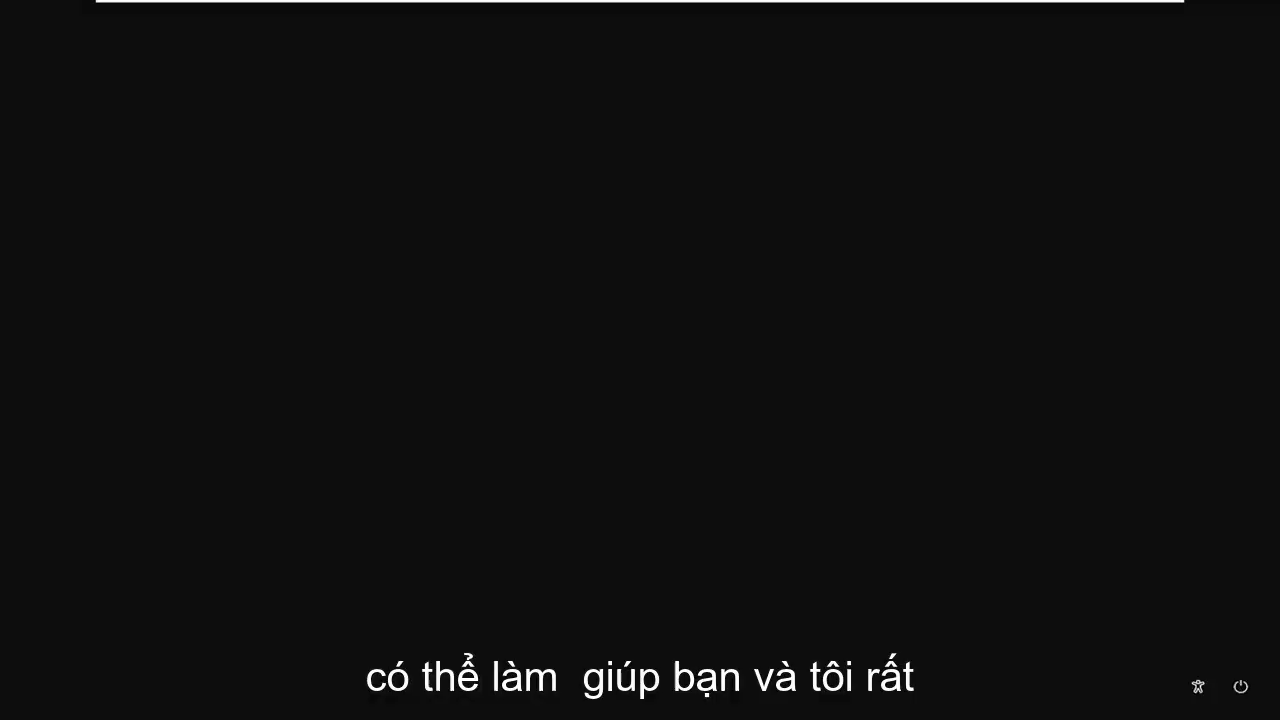 có thể làm  giúp bạn và tôi rất